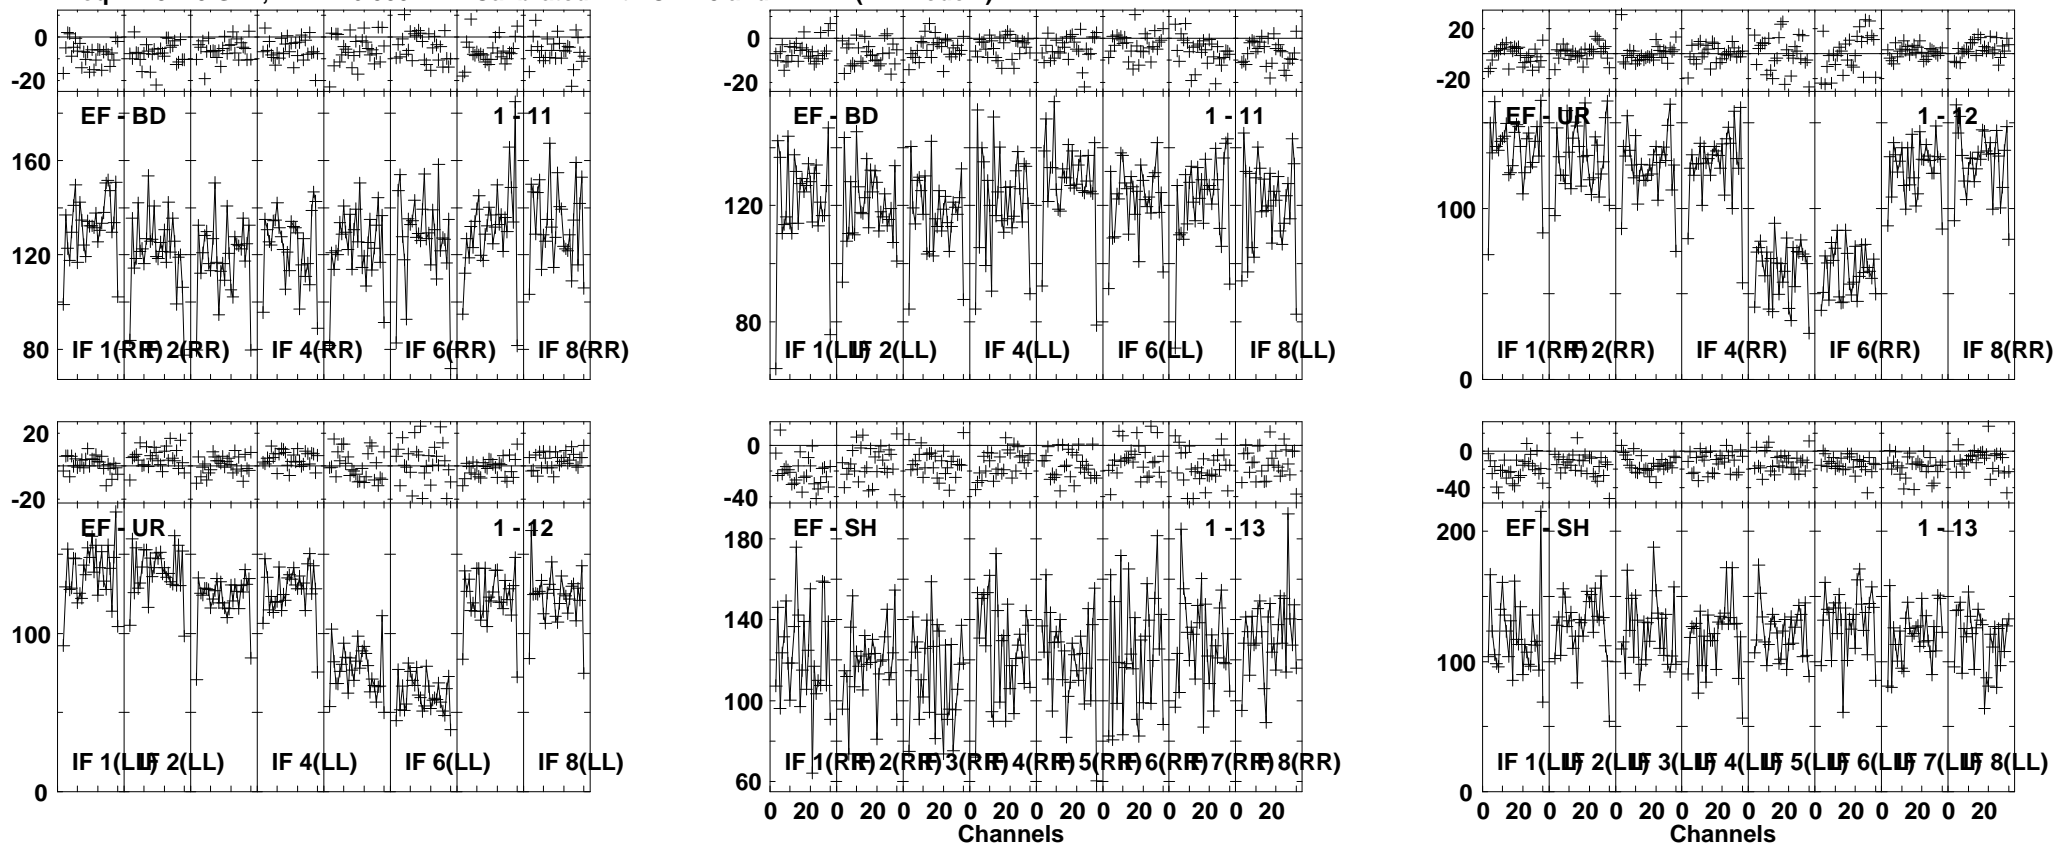 0
-20
EF - BD
1 - 11
160
120
80
IF 1(RR)
IF 2(RR)
IF 4(RR)
IF 6(RR)
IF 8(RR)
0
-20
EF - BD
1 - 11
120
80
IF 1(LL)
IF 2(LL)
IF 4(LL)
IF 6(LL)
IF 8(LL)
20
0
-20
EF - UR
1 - 12
100
0
IF 1(RR)
IF 2(RR)
IF 4(RR)
IF 6(RR)
IF 8(RR)
20
0
-20
EF - UR
1 - 12
100
0
IF 1(LL)
IF 2(LL)
IF 4(LL)
IF 6(LL)
IF 8(LL)
0
-40
EF - SH
1 - 13
180
140
100
60
IF 1(RR)
IF 2(RR)
IF 3(RR)
IF 4(RR)
IF 5(RR)
IF 6(RR)
IF 7(RR)
IF 8(RR)
0 20 0 20 0 20 0 20 0 20 0 20 0 20 0 20
Channels
0
-40
EF - SH
1 - 13
200
100
0
IF 1(LL)
IF 2(LL)
IF 3(LL)
IF 4(LL)
IF 5(LL)
IF 6(LL)
IF 7(LL)
IF 8(LL)
0 20 0 20 0 20 0 20 0 20 0 20 0 20 0 20
Channels